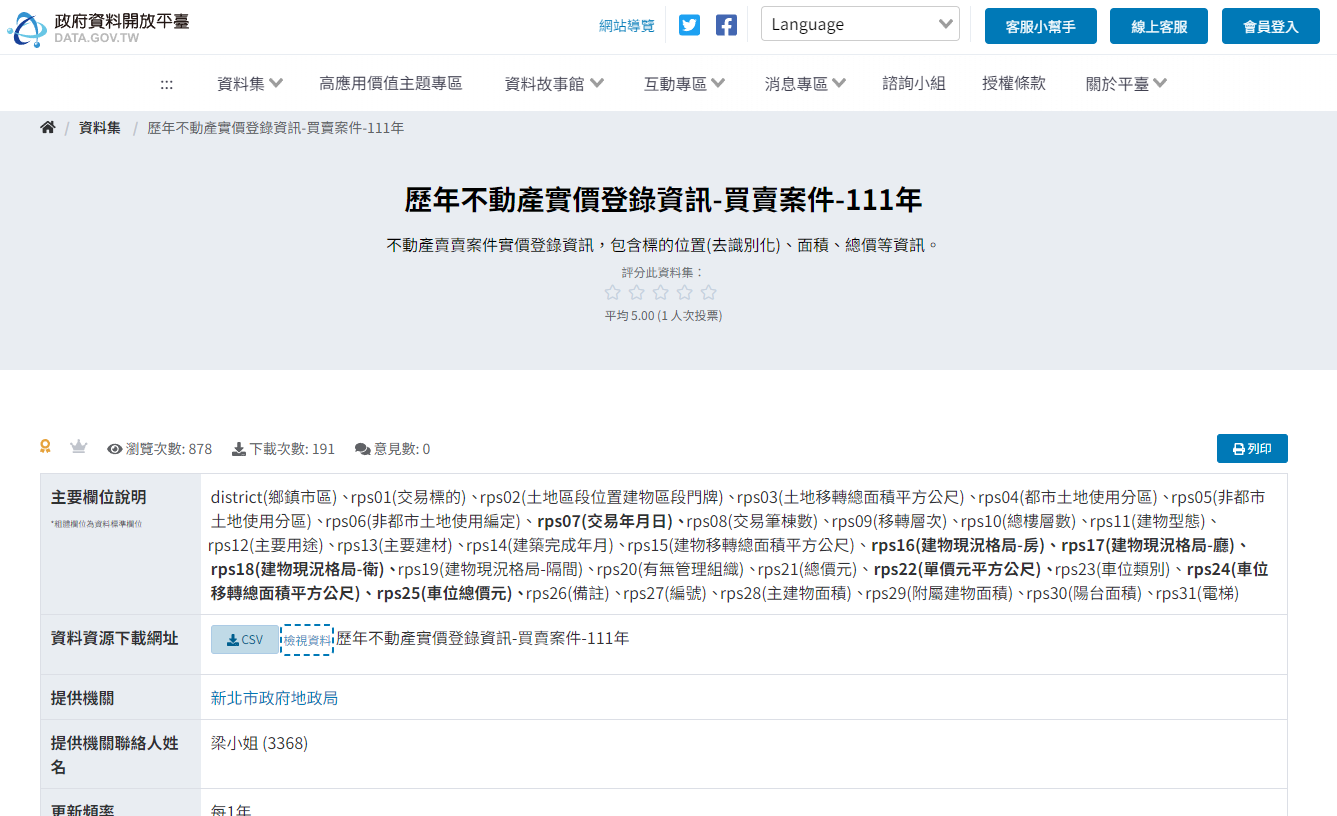 政府資料開放平臺
DATA.GOV.TW
網站導覽
Language
客服小幫手
線上客服
會員登入
:::
資料集
高應用價值主題專區
資料故事館
互動專區
消息專區
諮詢小組
授權條款
關於平臺
/ 資料集 / 歷年不動產實價登錄資訊-買賣案件-111年
歷年不動產實價登錄資訊-買賣案件-111年
不動產賣賣案件實價登錄資訊，包含標的位置(去識別化)、面積、總價等資訊。
評分此資料集：
平均 5.00 (1 人次投票)
瀏覽次數: 878
下載次數: 191
意見數: 0
列印
主要欄位說明
*粗體欄位為資料標準欄位
district(鄉鎮市區)、rps01(交易標的)、rps02(土地區段位置建物區段門牌)、rps03(土地移轉總面積平方公尺)、rps04(都市土地使用分區)、rps05(非都市
土地使用分區)、rps06(非都市土地使用編定)、rps07(交易年月日)、rps08(交易筆棟數)、rps09(移轉層次)、rps10(總樓層數)、rps11(建物型態)、
rps12(主要用途)、rps13(主要建材)、rps14(建築完成年月)、rps15(建物移轉總面積平方公尺)、rps16(建物現況格局-房)、rps17(建物現況格局-廳)、
rps18(建物現況格局-衛)、rps19(建物現況格局-隔間)、rps20(有無管理組織)、rps21(總價元)、rps22(單價元平方公尺)、rps23(車位類別)、rps24(車位
移轉總面積平方公尺)、rps25(車位總價元)、rps26(備註)、rps27(編號)、rps28(主建物面積)、rps29(附屬建物面積)、rps30(陽台面積)、rps31(電梯)
資料資源下載網址
CSV
檢視資料
歷年不動產實價登錄資訊-買賣案件-111年
提供機關
新北市政府地政局
提供機關聯絡人姓
名
梁小姐 (3368)
更新頻率
每1年